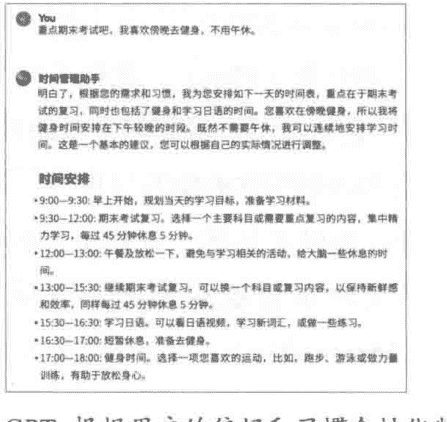 You
重点期末考试吧，我喜欢傍晚去健身，不用午休。
时间管理助手
明白了，根据您的需求和习惯，我为您安排如下一天的时间表，重点在于期末考
试的复习，同时也包括了健身和学习日语的时间。您喜欢在傍晚健身，所以我将
健身时间安排在下午较晚的时段。既然不需要午休，我可以连续地安排学习时
间。这是一个基本的建议，您可以根据自己的实际情况进行调整。
时间安排
•9:00—9:30: 早上开始，规划当天的学习目标，准备学习材料。
•9:30—12:00: 期末考试复习。选择一个主要科目或需要重点复习的内容，集中精
力学习，每过 45 分钟休息 5 分钟。
•12:00—13:00: 午餐及放松一下，避免与学习相关的活动，给大脑一些休息的时
间。
•13:00—15:30: 继续期末考试复习。可以换一个科目或复习内容，以保持新鲜感
和效率，同样每过 45 分钟休息 5 分钟。
•15:30—16:30: 学习日语。可以看日语视频，学习新词汇，或做一些练习。
•16:30—17:00: 短暂休息，准备去健身。
•17:00—18:00: 健身时间。选择一项您喜欢的运动，比如，跑步、游泳或做力量
训练，有助于放松身心。